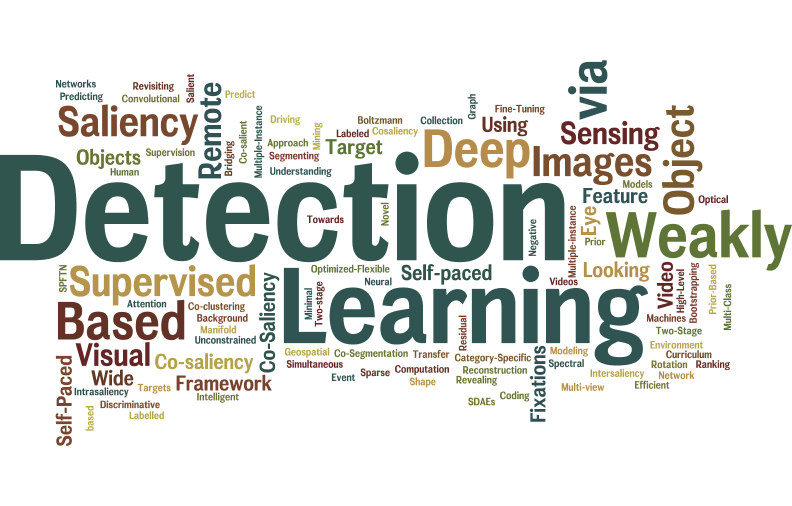 Networks
Revisiting
Salient
Predicting
Convolutional
Saliency
Remote
Predict
Objects
Supervision
Human
Bridging
Co-salient
Multiple-Instance
Driving
Approach
Mining
Segmenting
Understanding
Boltzmann
Labeled
Cosaliency
Target
Collection
Graph
Fine-Tuning
Using
Deep
via
Sensing
Images
Object
Models
Feature
Optical
Detection
Towards
Novel
Negative
Multiple-instance
Eye
Prior
Weakly
SPFTN
Supervised
Attention
Co-clustering
Based
Background
Manifold
Unconstrained
Co-Saliency
Optimized-Flexible
Neural
Self-paced
Minimal
Two-stage
Learning
Videos
Looking
Video
High-Level
Bootstrapping
Prior-Based
Multi-Class
Machines
Two-Stage
Residual
Visual
Co-saliency
Geospatial
Co-Segmentation
Transfer
Simultaneous
Category-Specific
Modeling
Spectral
Environment
Curriculum
Rotation
Ranking
Network
Intersaliency
Efficient
Multi-view
Self-Paced
Wide
Intrasaliency
Targets
Framework
Intelligent
Event
Sparse
Computation
Shape
Reconstruction
Revealing
SDAEs
Coding
Fixations
based
Discriminative
Labelled